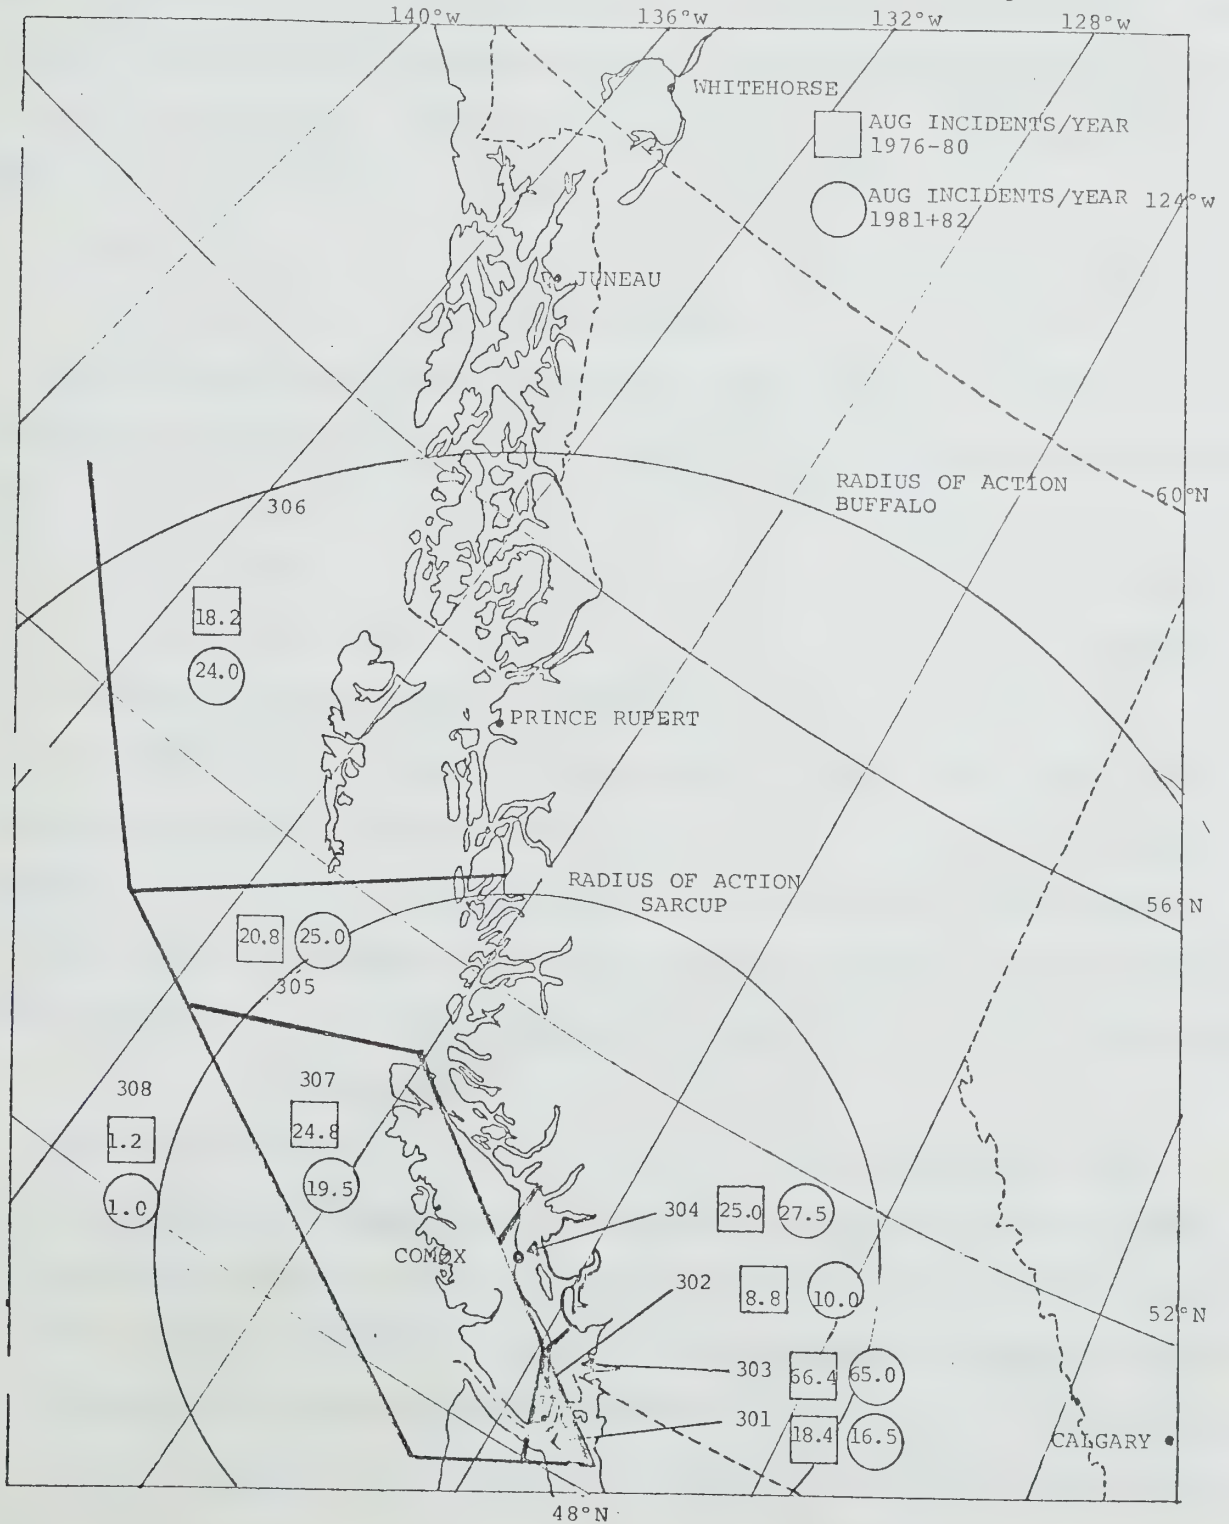 140°W 136°W 132°W 128°W
WHITEHORSE
AUG INCIDENTS/YEAR
1976-80
AUG INCIDENTS/YEAR
1981+82
124°W
JUNEAU
RADIUS OF ACTION
BUFFALO
60°N
306
18.2
24.0
PRINCE RUPERT
RADIUS OF ACTION
SARCUP
56°N
20.8 25.0
305
308
1.2
1.0
307
24.8
19.5
304 25.0 27.5
COMOX
302 8.8 10.0
52°N
303 66.4 65.0
301 18.4 16.5
CALGARY
48°N